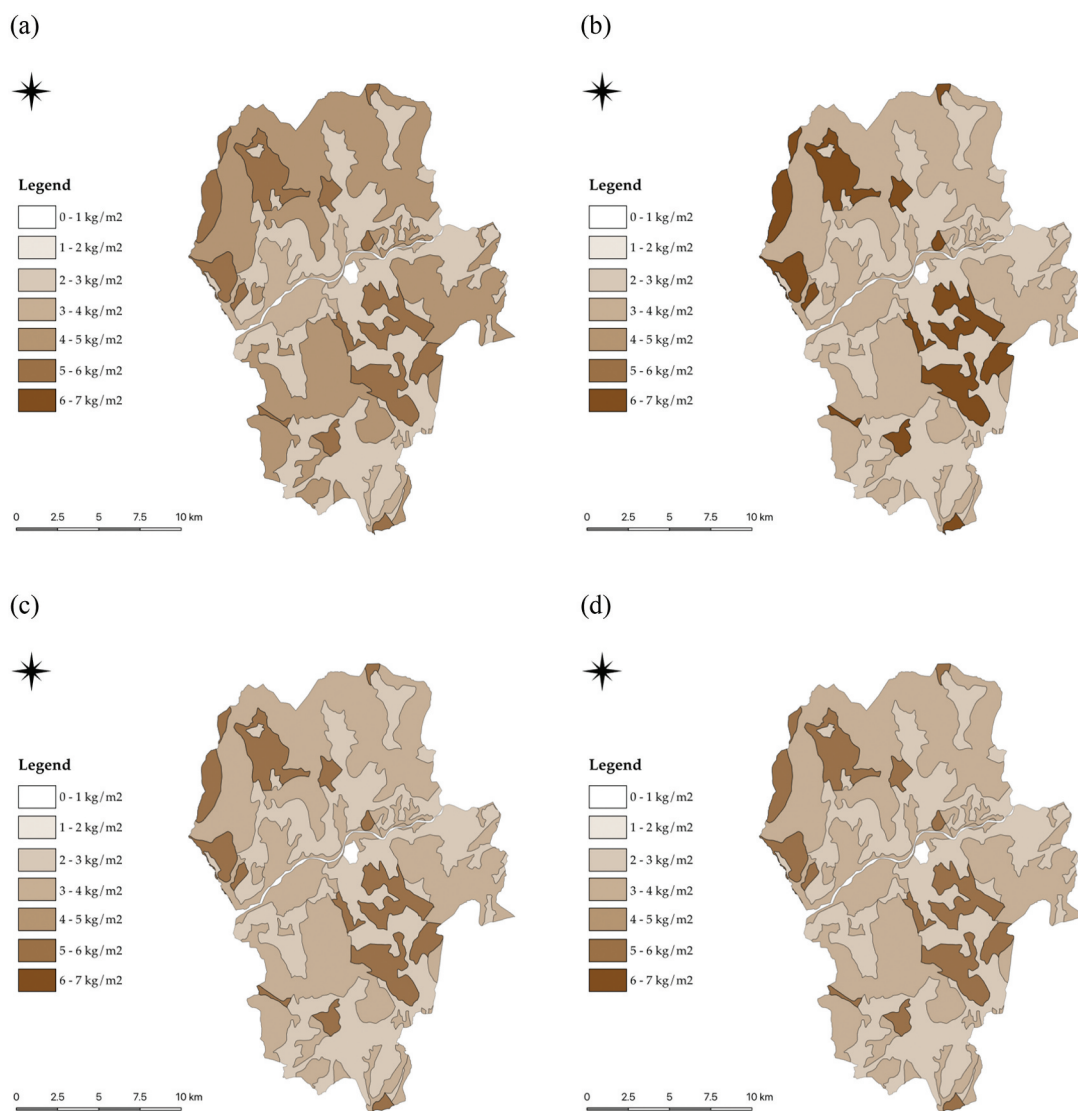 (a)
Legend
0 - 1 kg/m2
1 - 2 kg/m2
2 - 3 kg/m2
3 - 4 kg/m2
4 - 5 kg/m2
5 - 6 kg/m2
6 - 7 kg/m2
0 2.5 5 7.5 10 km
(b)
Legend
0 - 1 kg/m2
1 - 2 kg/m2
2 - 3 kg/m2
3 - 4 kg/m2
4 - 5 kg/m2
5 - 6 kg/m2
6 - 7 kg/m2
0 2.5 5 7.5 10 km
(c)
Legend
0 - 1 kg/m2
1 - 2 kg/m2
2 - 3 kg/m2
3 - 4 kg/m2
4 - 5 kg/m2
5 - 6 kg/m2
6 - 7 kg/m2
0 2.5 5 7.5 10 km
(d)
Legend
0 - 1 kg/m2
1 - 2 kg/m2
2 - 3 kg/m2
3 - 4 kg/m2
4 - 5 kg/m2
5 - 6 kg/m2
6 - 7 kg/m2
0 2.5 5 7.5 10 km